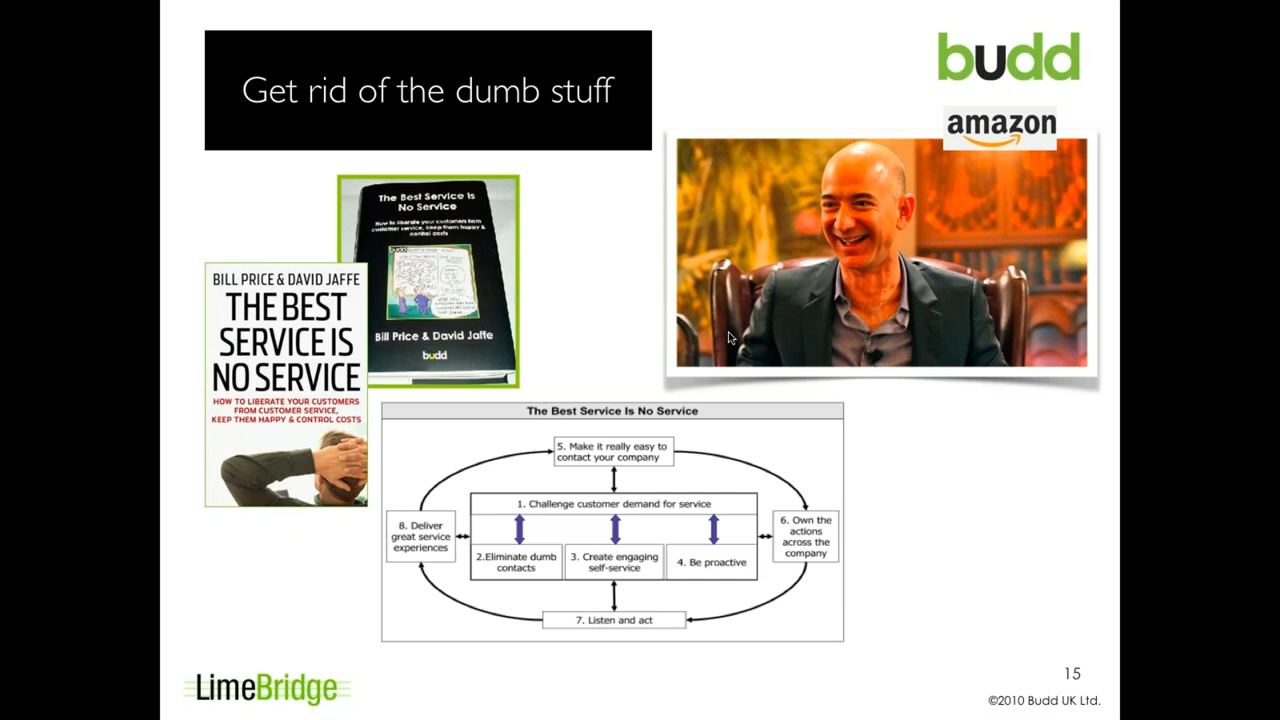 Get rid of the dumb stuff
budd
amazon
The Best Service Is
No Service
How to liberate your customers from
customer service, keep them happy &
control costs
budd
Bill Price & David Jaffe
budd
BILL PRICE & DAVID JAFFE
THE BEST
SERVICE IS
NO SERVICE
HOW TO LIBERATE YOUR CUSTOMERS
FROM CUSTOMER SERVICE,
KEEP THEM HAPPY & CONTROL COSTS
The Best Service Is No Service
5. Make it really easy to
contact your company
1. Challenge customer demand for service
8. Deliver
great service
experiences
2.Eliminate dumb
contacts
3. Create engaging
self-service
4. Be proactive
6. Own the
actions
across the
company
7. Listen and act
LimeBridge
15
©2010 Budd UK Ltd.